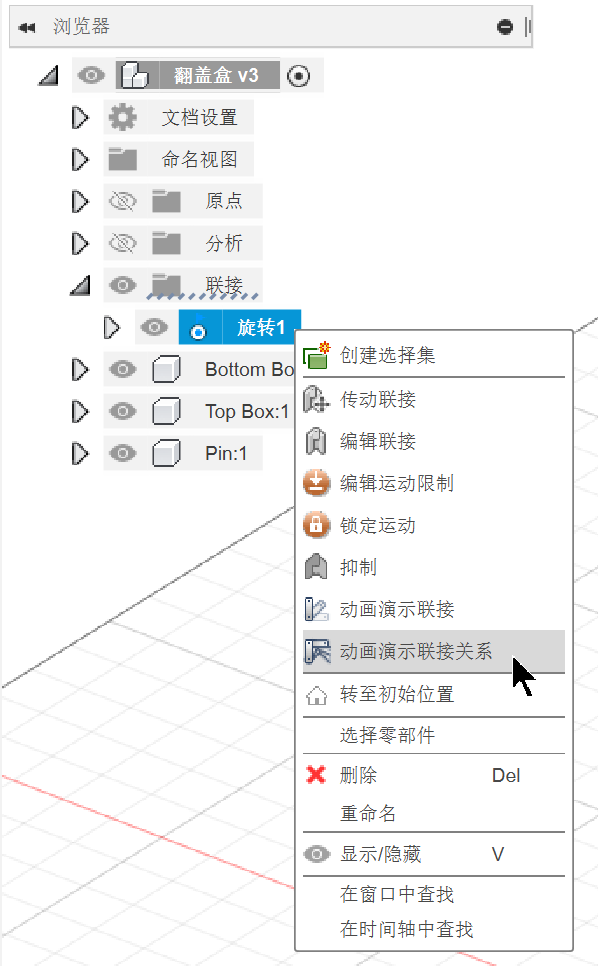 浏览器
翻盖盒 v3
文档设置
命名视图
原点
分析
联接
旋转1
Bottom Bo
Top Box:1
Pin:1
创建选择集
传动联接
编辑联接
编辑运动限制
锁定运动
抑制
动画演示联接
动画演示联接关系
转至初始位置
选择零部件
删除 Del
重命名
显示/隐藏 V
在窗口中查找
在时间轴中查找